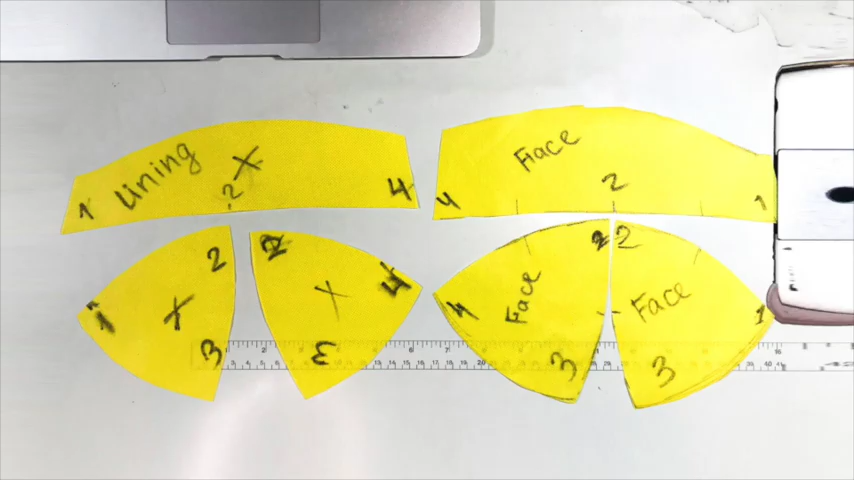 Lining X
1 2 4
Face
4 2 1
1 2 3 X
2 4 3 X
4 2 3 Face
2 1 3 Face